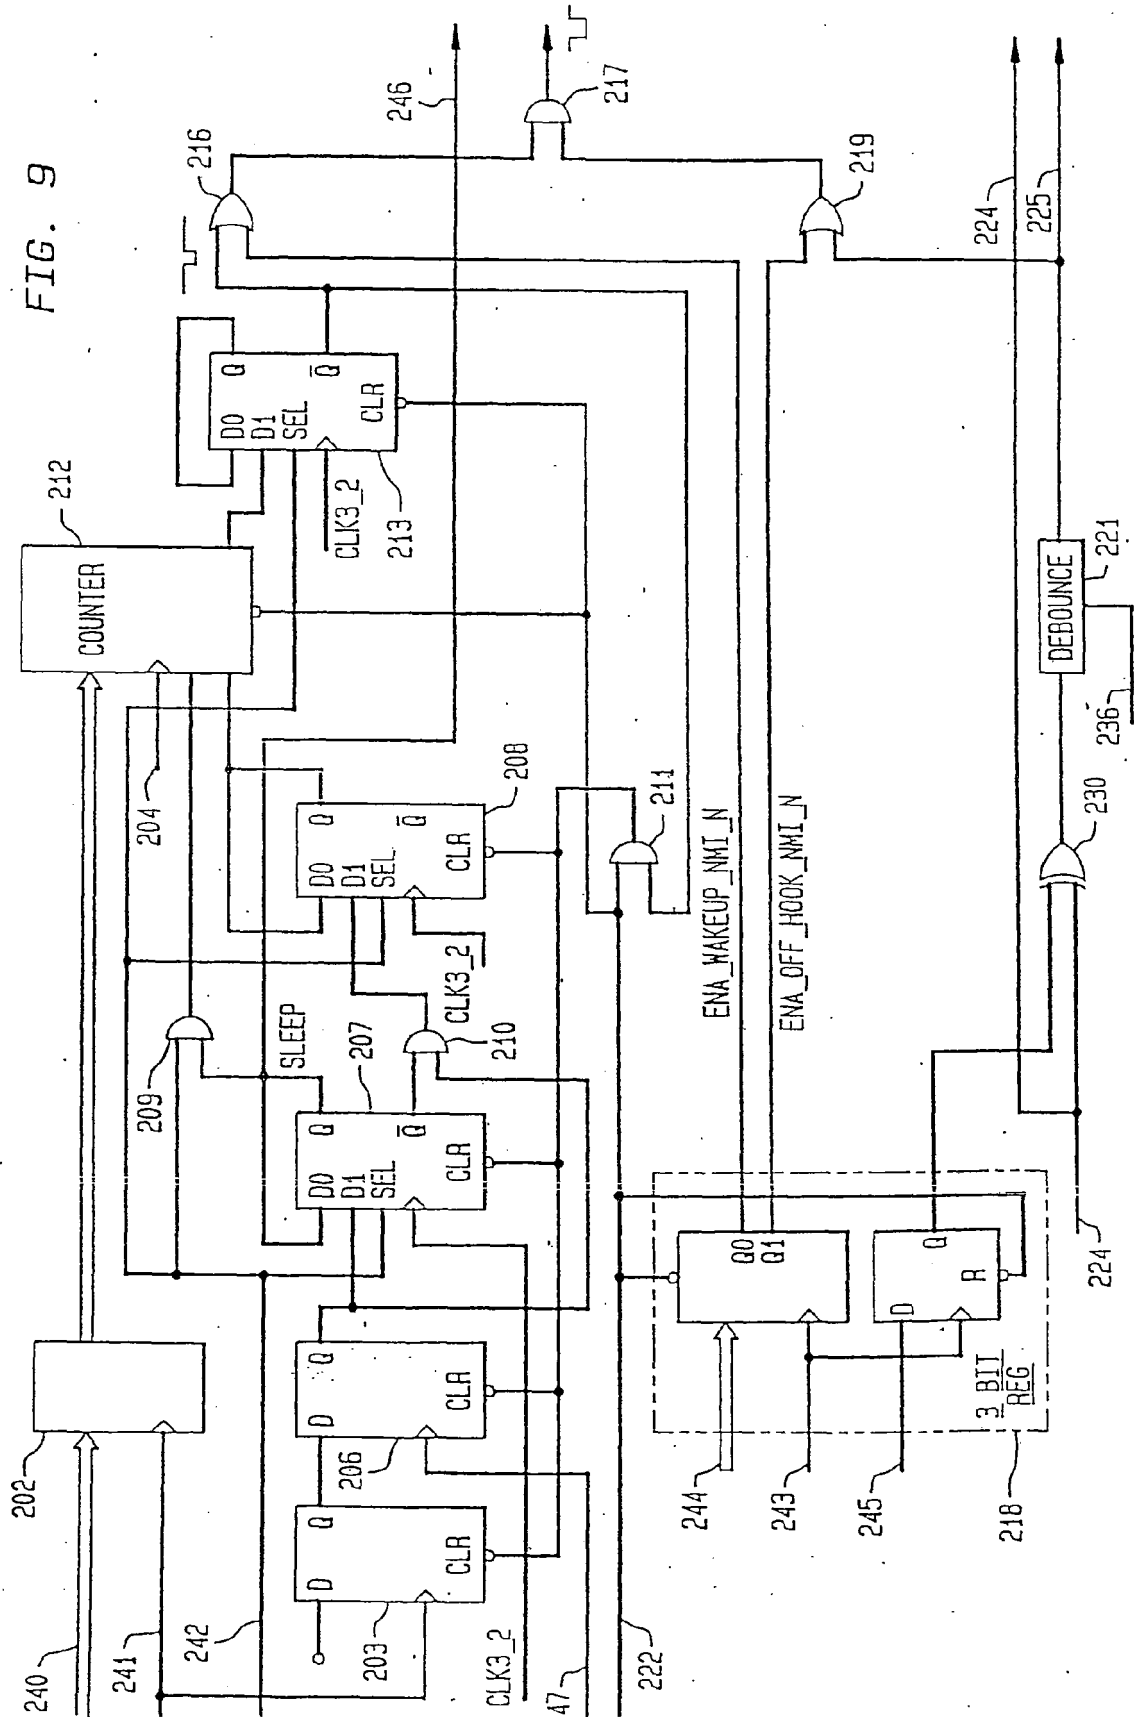 FIG. 9
240
241
242
202
203
D
Q
CLR
206
D
Q
CLR
CLK3_2
47
222
209
SLEEP
207
D0
D1
SEL
Q
Q̅
CLR
210
CLK3_2
204
208
D0
D1
SEL
Q
Q̅
CLR
211
212
COUNTER
213
D0
D1
SEL
Q
Q̅
CLR
CLK3_2
216
246
217
219
ENA_WAKEUP_NMI_N
ENA_OFF_HOOK_NMI_N
244
243
245
218
Q0
Q1
D
Q
R
3 BIT
REG
224
230
DEBOUNCE
221
236
224
225